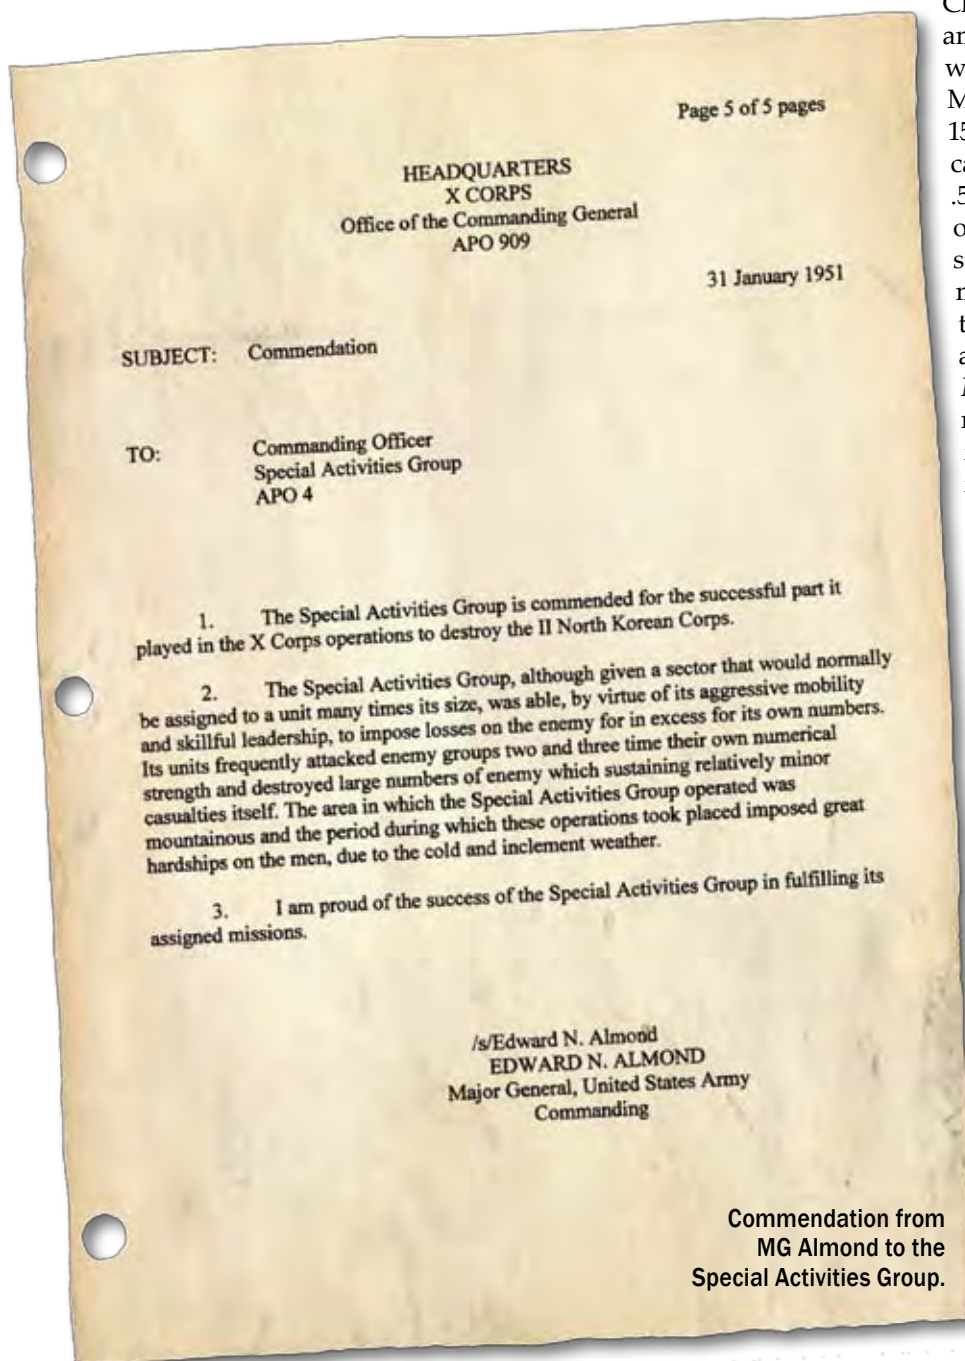 Page 5 of 5 pages
HEADQUARTERS
X CORPS
Office of the Commanding General
APO 909
31 January 1951
SUBJECT: Commendation
TO: Commanding Officer
Special Activities Group
APO 4
1. The Special Activities Group is commended for the successful part it
played in the X Corps operations to destroy the II North Korean Corps.
2. The Special Activities Group, although given a sector that would normally
be assigned to a unit many times its size, was able, by virtue of its aggressive mobility
and skillful leadership, to impose losses on the enemy for in excess for its own numbers.
Its units frequently attacked enemy groups two and three time their own numerical
strength and destroyed large numbers of enemy which sustaining relatively minor
casualties itself. The area in which the Special Activities Group operated was
mountainous and the period during which these operations took placed imposed great
hardships on the men, due to the cold and inclement weather.
3. I am proud of the success of the Special Activities Group in fulfilling its
assigned missions.
/s/Edward N. Almond
EDWARD N. ALMOND
Major General, United States Army
Commanding
Commendation from
MG Almond to the
Special Activities Group.